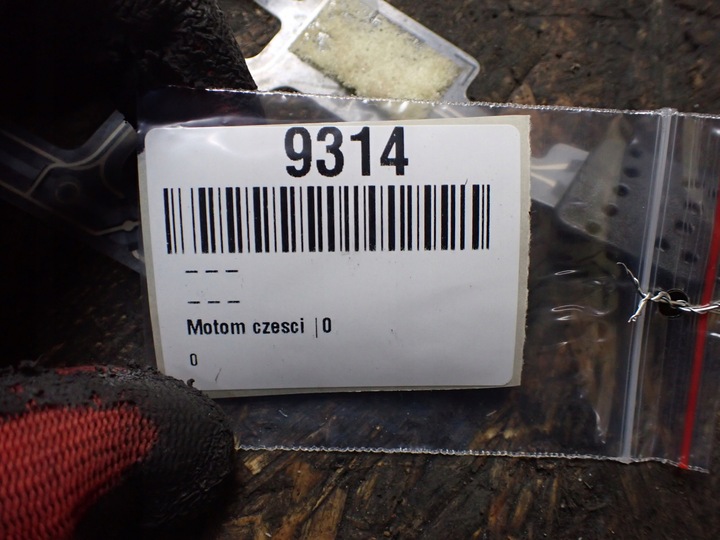 9314
---
---
Motom czesci |0
0